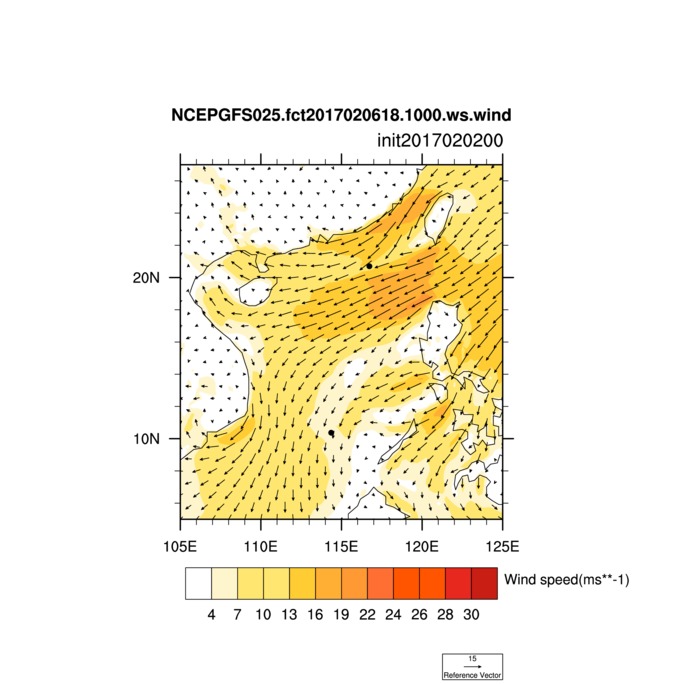 NCEPGFS025.fct2017020618.1000.ws.wind
init2017020200
20N
10N
105E 110E 115E 120E 125E
4 7 10 13 16 19 22 24 26 28 30
Wind speed(ms**-1)
15
Reference Vector